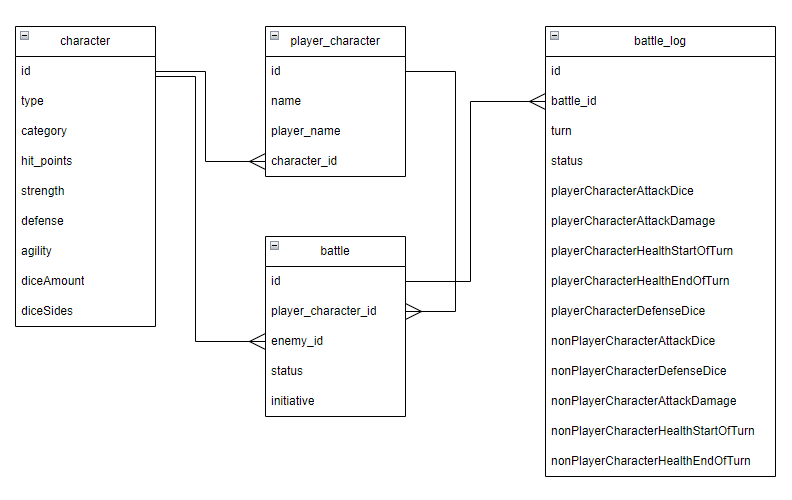 character
id
type
category
hit_points
strength
defense
agility
diceAmount
diceSides
player_character
id
name
player_name
character_id
battle
id
player_character_id
enemy_id
status
initiative
battle_log
id
battle_id
turn
status
playerCharacterAttackDice
playerCharacterAttackDamage
playerCharacterHealthStartOfTurn
playerCharacterHealthEndOfTurn
playerCharacterDefenseDice
nonPlayerCharacterAttackDice
nonPlayerCharacterDefenseDice
nonPlayerCharacterAttackDamage
nonPlayerCharacterHealthStartOfTurn
nonPlayerCharacterHealthEndOfTurn